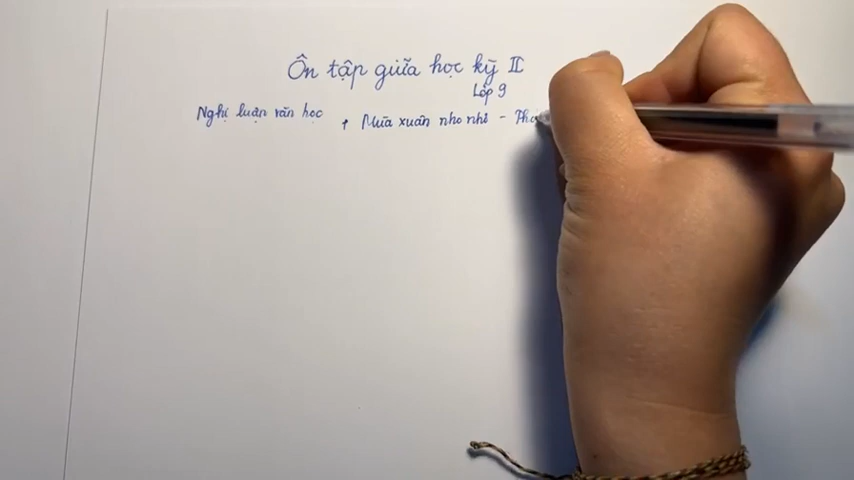 Ôn tập giữa học kỳ II
Lớp 9
Nghị luận văn học + Mùa xuân nho nhỏ -